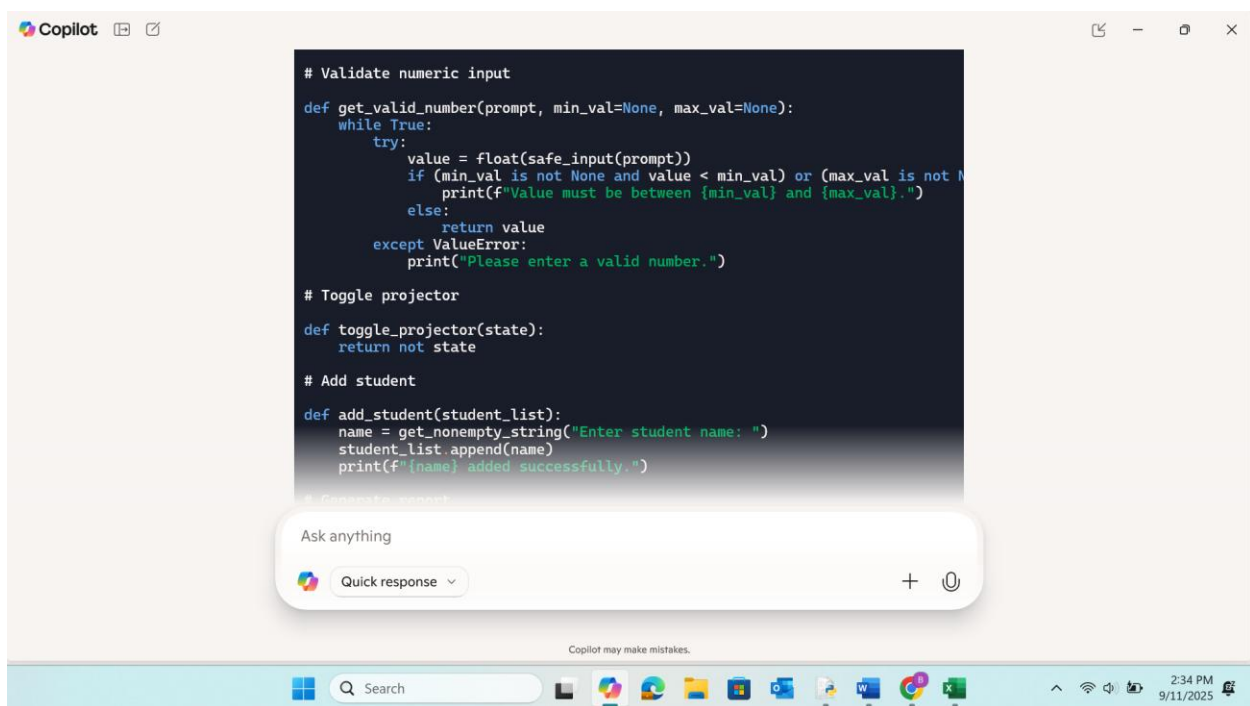 Copilot
# Validate numeric input
def get_valid_number(prompt, min_val=None, max_val=None):
    while True:
        try:
            value = float(safe_input(prompt))
            if (min_val is not None and value < min_val) or (max_val is not N
                print(f"Value must be between {min_val} and {max_val}.")
            else:
                return value
        except ValueError:
            print("Please enter a valid number.")
# Toggle projector
def toggle_projector(state):
    return not state
# Add student
def add_student(student_list):
    name = get_nonempty_string("Enter student name: ")
    student_list.append(name)
    print(f"{name} added successfully.")
# Generate report
Ask anything
Quick response
Copilot may make mistakes.
Search
2:34 PM
9/11/2025